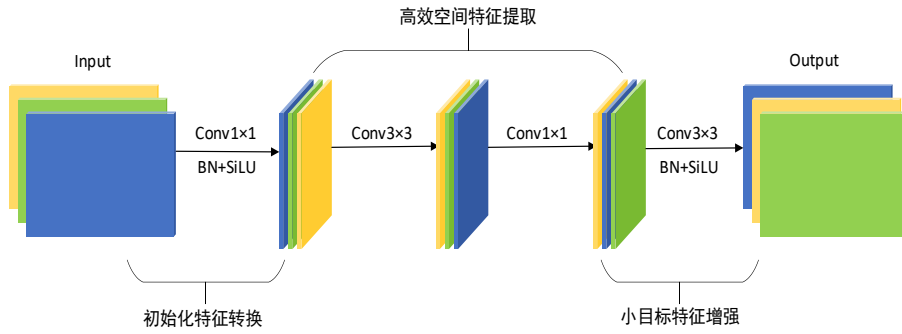 高效空间特征提取
Input
Output
Conv1×1
BN+SiLU
Conv3×3
Conv1×1
Conv3×3
BN+SiLU
初始化特征转换
小目标特征增强